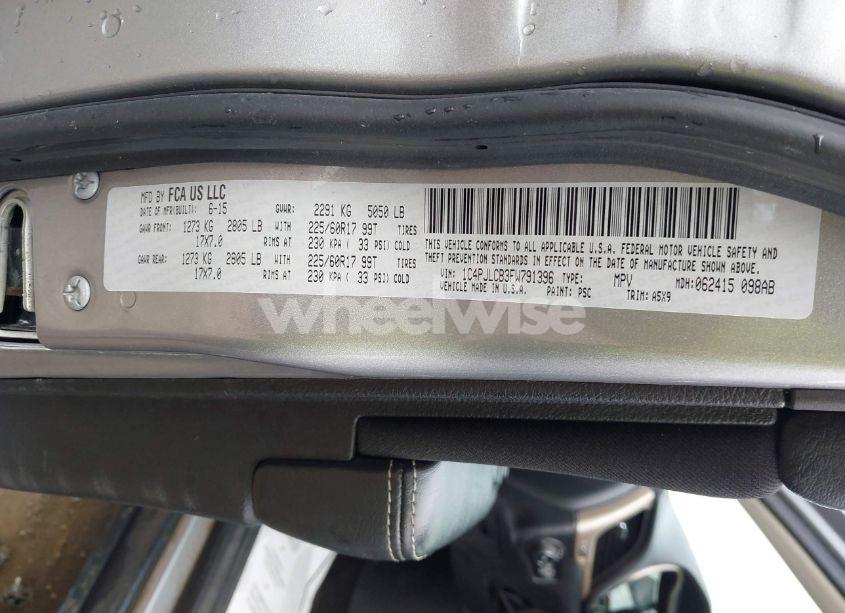 MFD BY FCA US LLC
DATE OF MFR(BUILT): 6-15 GVWR: 2291 KG 5050 LB
GAWR FRONT: 1273 KG 2805 LB WITH 225/60R17 99T TIRES
17X7.0 RIMS AT 230 KPA ( 33 PSI) COLD
GAWR REAR: 1273 KG 2805 LB WITH 225/60R17 99T TIRES
17X7.0 RIMS AT 230 KPA ( 33 PSI) COLD
THIS VEHICLE CONFORMS TO ALL APPLICABLE U.S.A. FEDERAL MOTOR VEHICLE SAFETY AND
THEFT PREVENTION STANDARDS IN EFFECT ON THE DATE OF MANUFACTURE SHOWN ABOVE.
VIN: 1C4PJLCB3FW791396 TYPE: MPV MDH: 062415 098AB
VEHICLE MADE IN U.S.A. PAINT: PSC TRIM: A5X9
wheelwise